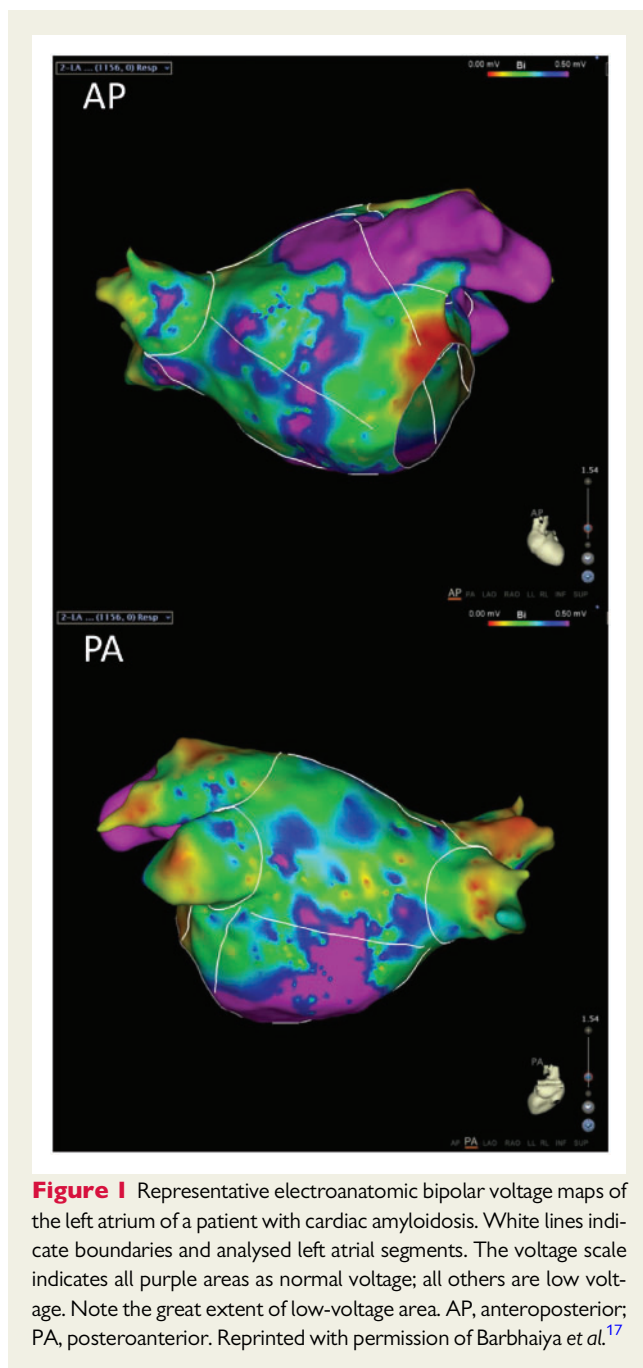 2-LA ... (1156, 0) Resp
0.00 mV Bi 0.50 mV
AP
1.54
AP
AP PA LAO RAO LL RL INF SUP
2-LA ... (1156, 0) Resp
0.00 mV Bi 0.50 mV
PA
1.54
PA
AP PA LAO RAO LL RL INF SUP
Figure 1 Representative electroanatomic bipolar voltage maps of
the left atrium of a patient with cardiac amyloidosis. White lines indi-
cate boundaries and analysed left atrial segments. The voltage scale
indicates all purple areas as normal voltage; all others are low volt-
age. Note the great extent of low-voltage area. AP, anteroposterior;
PA, posteroanterior. Reprinted with permission of Barbhaiya et al.17